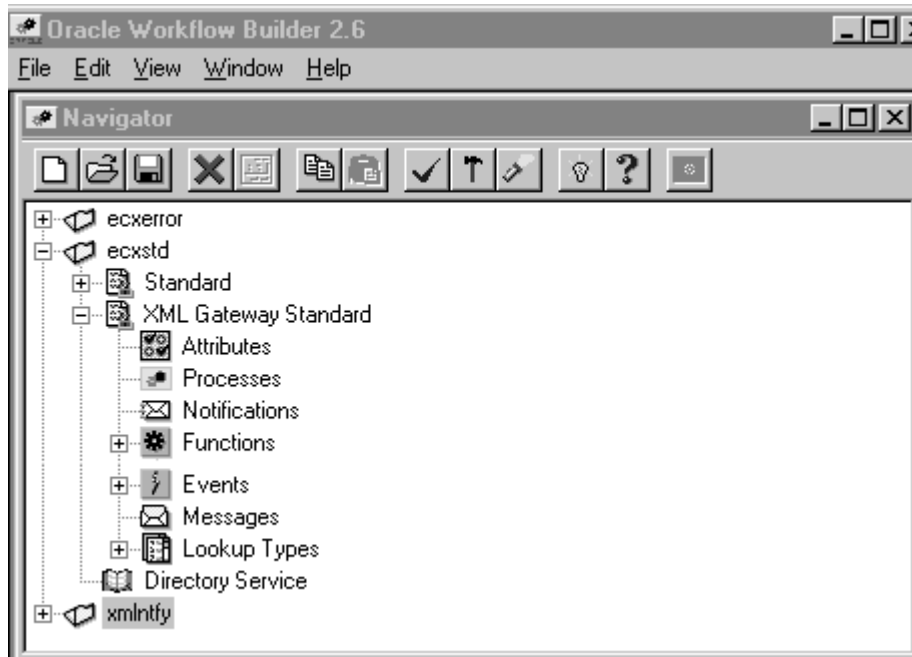 Oracle Workflow Builder 2.6
File Edit View Window Help
Navigator
ecxerror
ecxstd
Standard
XML Gateway Standard
Attributes
Processes
Notifications
Functions
Events
Messages
Lookup Types
Directory Service
xmlntfy